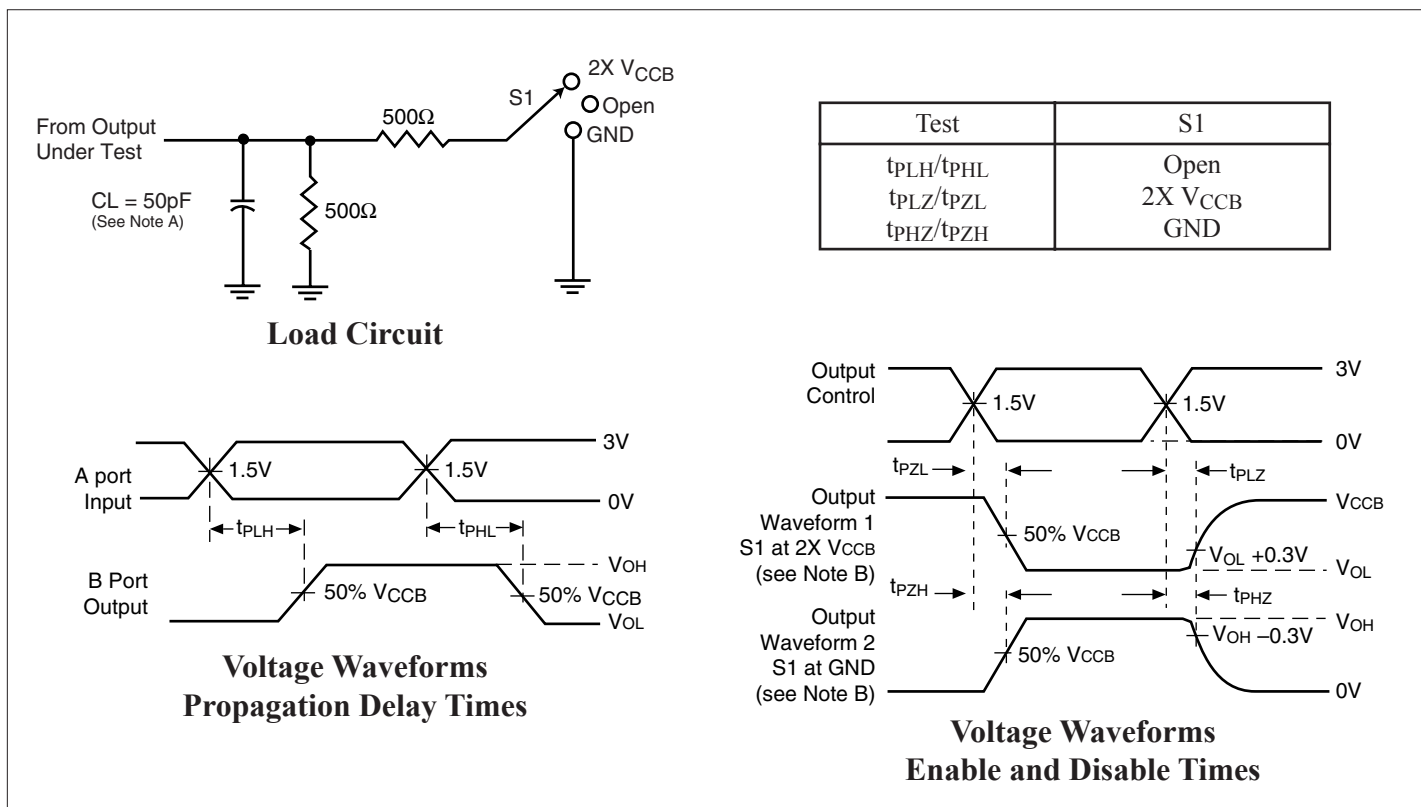 2X VCCB
S1
Open
500Ω
GND
From Output
Under Test
CL = 50pF
(See Note A)
500Ω
Load Circuit
Test S1
tPLH/tPHL Open
tPLZ/tPZL 2X VCCB
tPHZ/tPZH GND
A port
Input
1.5V
1.5V
3V
0V
tPLH
tPHL
B Port
Output
50% VCCB
50% VCCB
VOH
VOL
Voltage Waveforms
Propagation Delay Times
Output
Control
1.5V
1.5V
3V
0V
tPZL
tPLZ
Output
Waveform 1
S1 at 2X VCCB
(see Note B)
50% VCCB
VCCB
VOL +0.3V
VOL
tPZH
tPHZ
Output
Waveform 2
S1 at GND
(see Note B)
50% VCCB
VOH
VOH –0.3V
0V
Voltage Waveforms
Enable and Disable Times